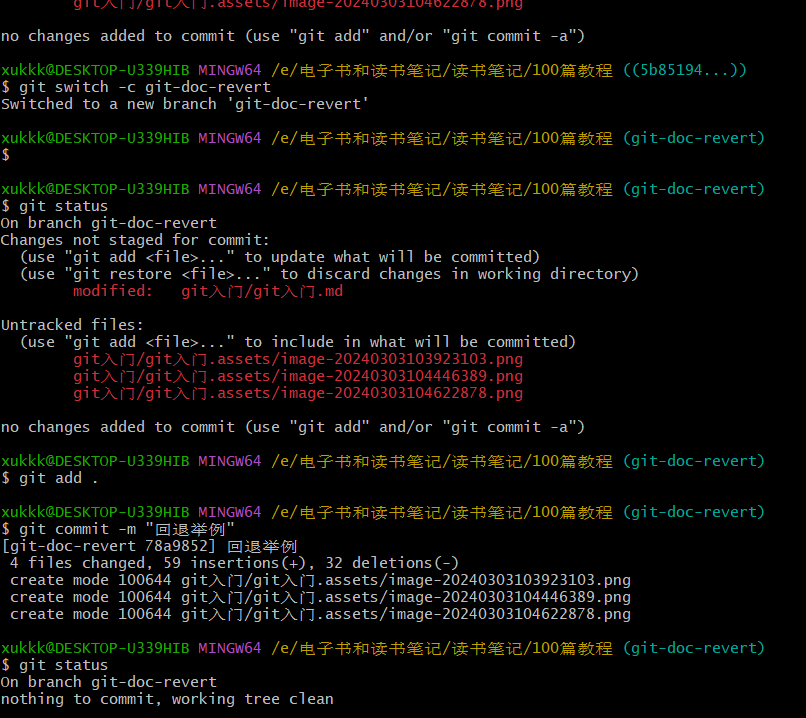 git入门/git入门.assets/image-20240303104622878.png
no changes added to commit (use "git add" and/or "git commit -a")
xukkk@DESKTOP-U339HIB MINGW64 /e/电子书和读书笔记/读书笔记/100篇教程 ((5b85194...))
$ git switch -c git-doc-revert
Switched to a new branch 'git-doc-revert'
xukkk@DESKTOP-U339HIB MINGW64 /e/电子书和读书笔记/读书笔记/100篇教程 (git-doc-revert)
$
xukkk@DESKTOP-U339HIB MINGW64 /e/电子书和读书笔记/读书笔记/100篇教程 (git-doc-revert)
$ git status
On branch git-doc-revert
Changes not staged for commit:
(use "git add <file>..." to update what will be committed)
(use "git restore <file>..." to discard changes in working directory)
modified:   git入门/git入门.md
Untracked files:
(use "git add <file>..." to include in what will be committed)
git入门/git入门.assets/image-20240303103923103.png
git入门/git入门.assets/image-20240303104446389.png
git入门/git入门.assets/image-20240303104622878.png
no changes added to commit (use "git add" and/or "git commit -a")
xukkk@DESKTOP-U339HIB MINGW64 /e/电子书和读书笔记/读书笔记/100篇教程 (git-doc-revert)
$ git add .
xukkk@DESKTOP-U339HIB MINGW64 /e/电子书和读书笔记/读书笔记/100篇教程 (git-doc-revert)
$ git commit -m "回退举例"
[git-doc-revert 78a9852] 回退举例
4 files changed, 59 insertions(+), 32 deletions(-)
create mode 100644 git入门/git入门.assets/image-20240303103923103.png
create mode 100644 git入门/git入门.assets/image-20240303104446389.png
create mode 100644 git入门/git入门.assets/image-20240303104622878.png
xukkk@DESKTOP-U339HIB MINGW64 /e/电子书和读书笔记/读书笔记/100篇教程 (git-doc-revert)
$ git status
On branch git-doc-revert
nothing to commit, working tree clean